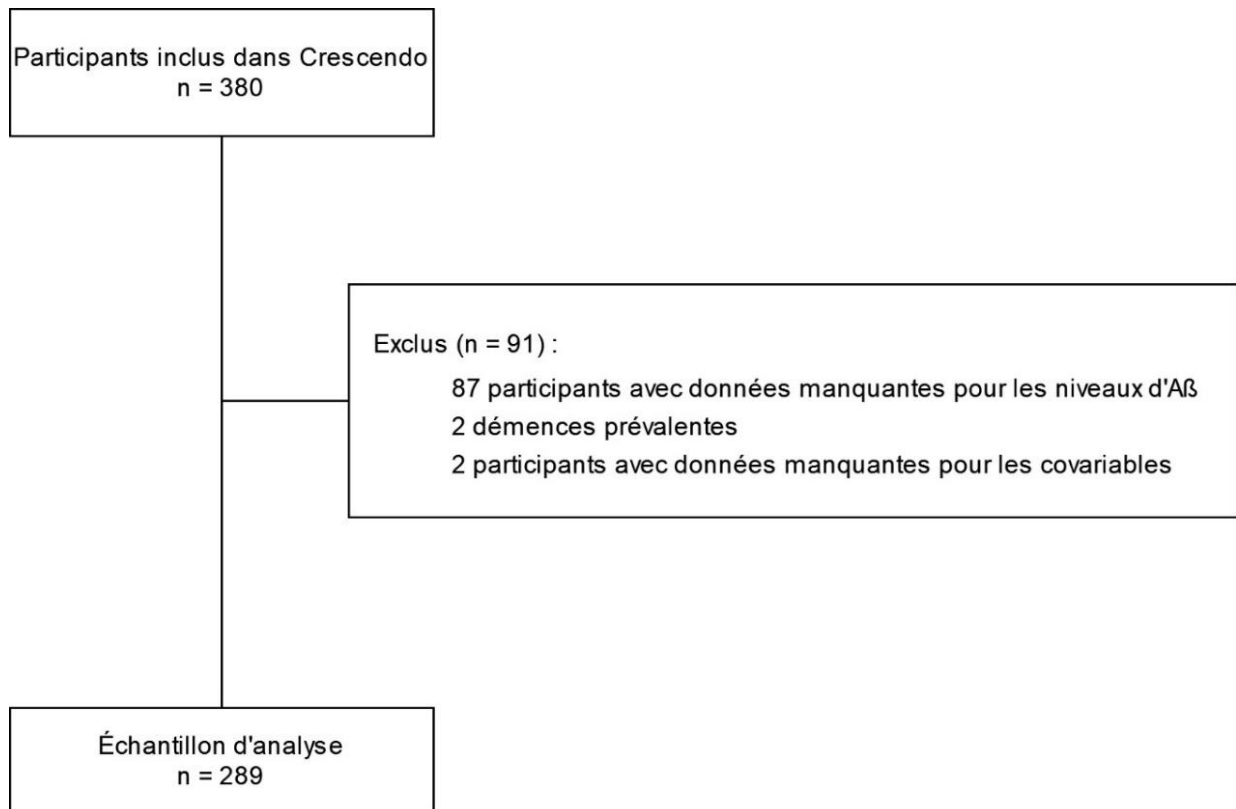 Participants inclus dans Crescendo
n = 380
Exclus (n = 91) :
87 participants avec données manquantes pour les niveaux d'Aß
2 démences prévalentes
2 participants avec données manquantes pour les covariables
Échantillon d'analyse
n = 289